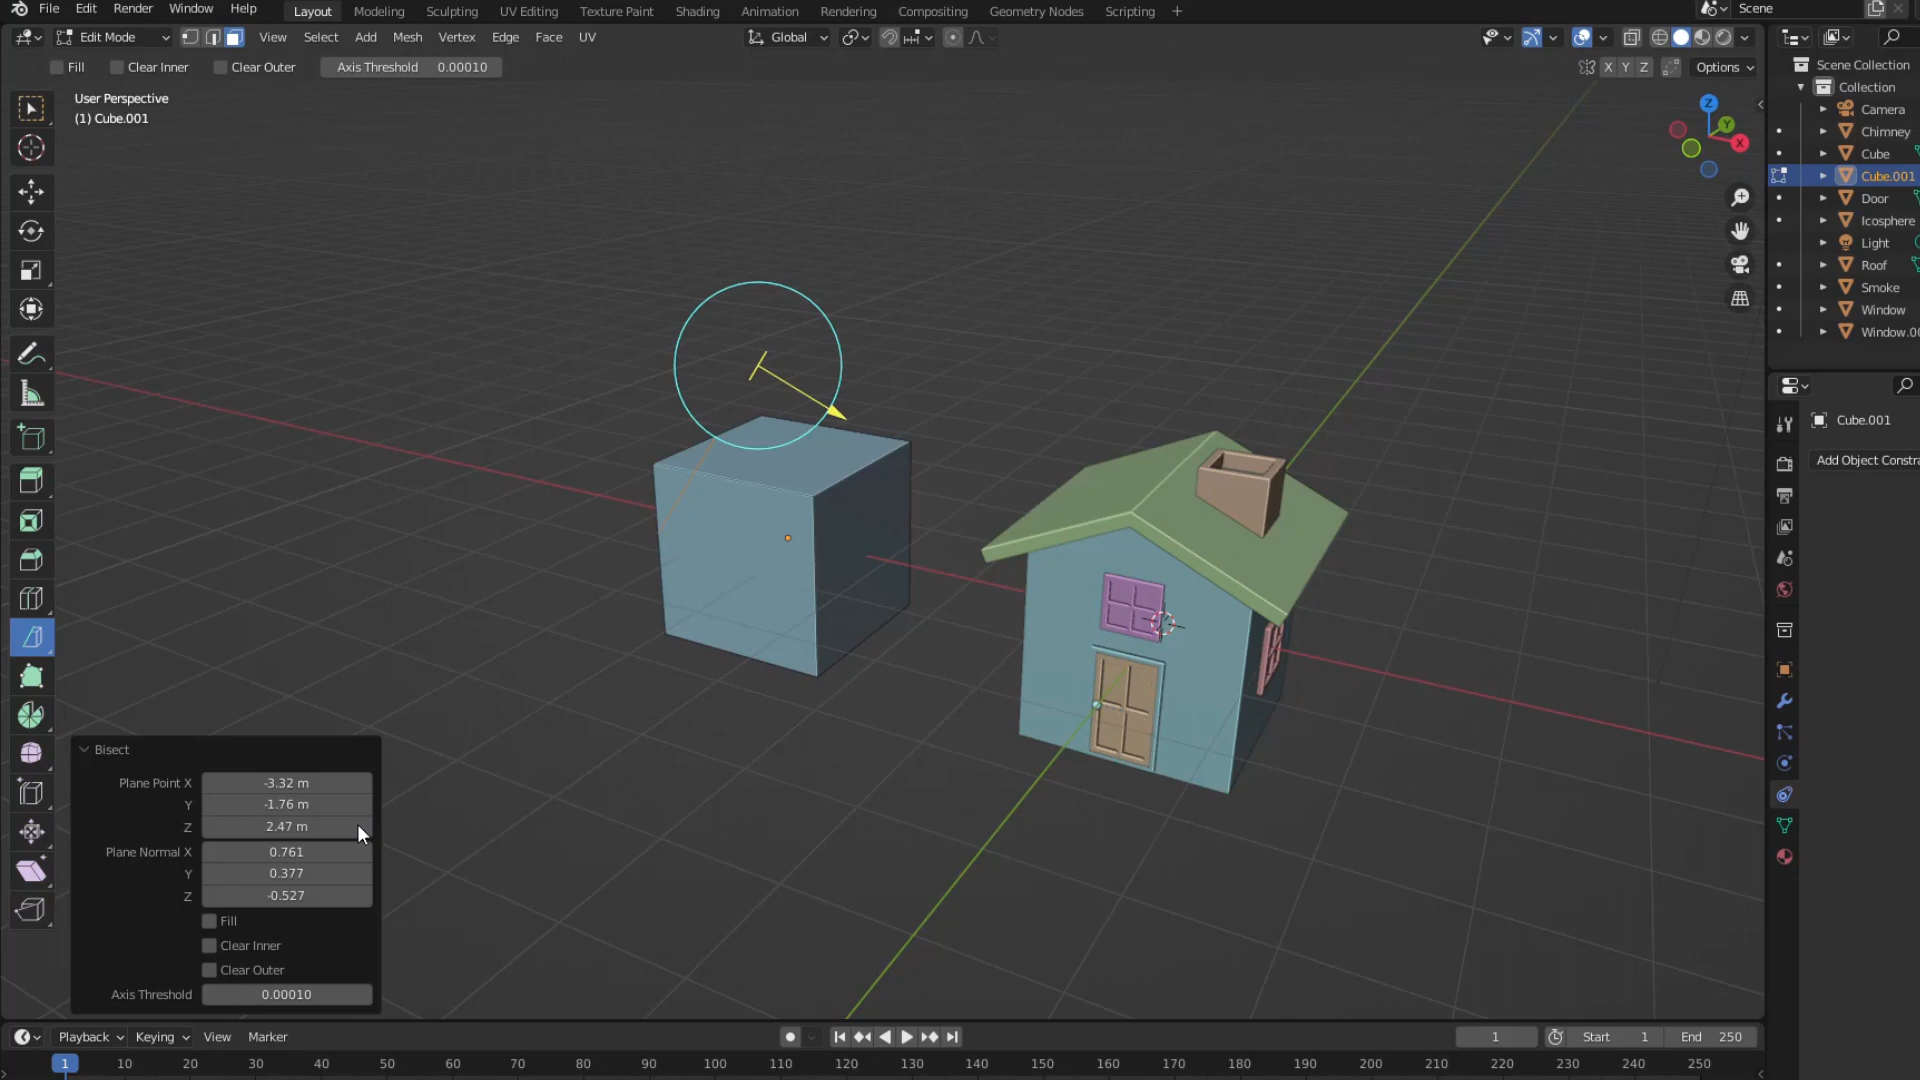 File Edit Render Window Help Layout Modeling Sculpting UV Editing Texture Paint Shading Animation Rendering Compositing Geometry Nodes Scripting + Scene
Edit Mode View Select Add Mesh Vertex Edge Face UV Global
Fill Clear Inner Clear Outer Axis Threshold 0.00010 X Y Z Options
User Perspective
(1) Cube.001
Z
Y
X
Scene Collection
Collection
Camera
Chimney
Cube
Cube.001
Door
Icosphere
Light
Roof
Smoke
Window
Window.00
Cube.001
Add Object Constra
Bisect
Plane Point X -3.32 m
Y -1.76 m
Z 2.47 m
Plane Normal X 0.761
Y 0.377
Z -0.527
Fill
Clear Inner
Clear Outer
Axis Threshold 0.00010
Playback Keying View Marker 1 Start 1 End 250
1 10 20 30 40 50 60 70 80 90 100 110 120 130 140 150 160 170 180 190 200 210 220 230 240 250